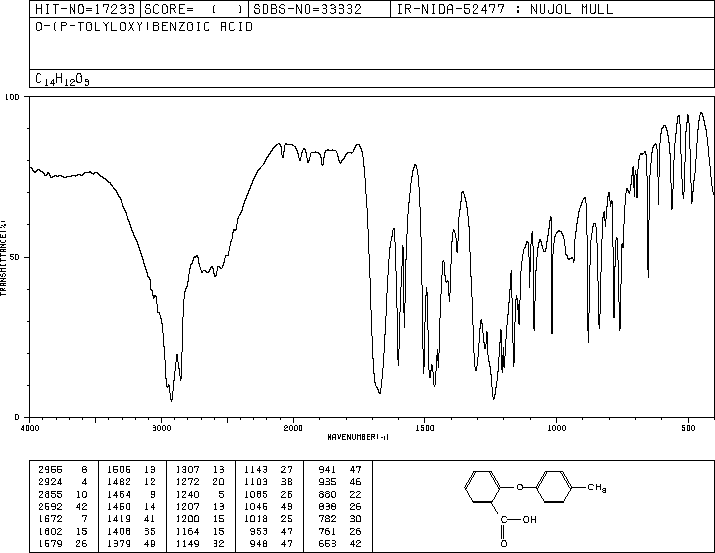 HIT-NO=17233 SCORE= ( ) SDBS-NO=33332 IR-NIDA-52477 : NUJOL MULL
O-(P-TOLYLOXY)BENZOIC ACID
C14H12O3
100
TRANSMITTANCE(%)
50
0
4000 3000 2000 1500 1000 500
WAVENUMBER(-1)
2955 6 1506 13 1307 13 1143 27 941 47
2924 4 1482 12 1272 20 1103 38 935 46
2855 10 1464 9 1240 5 1085 26 880 22
2592 42 1450 14 1207 13 1045 49 838 26
1672 7 1419 41 1200 15 1018 25 782 30
1602 15 1408 35 1164 15 953 47 761 26
1579 26 1379 49 1149 32 948 47 653 42
O
CH3
C OH
O